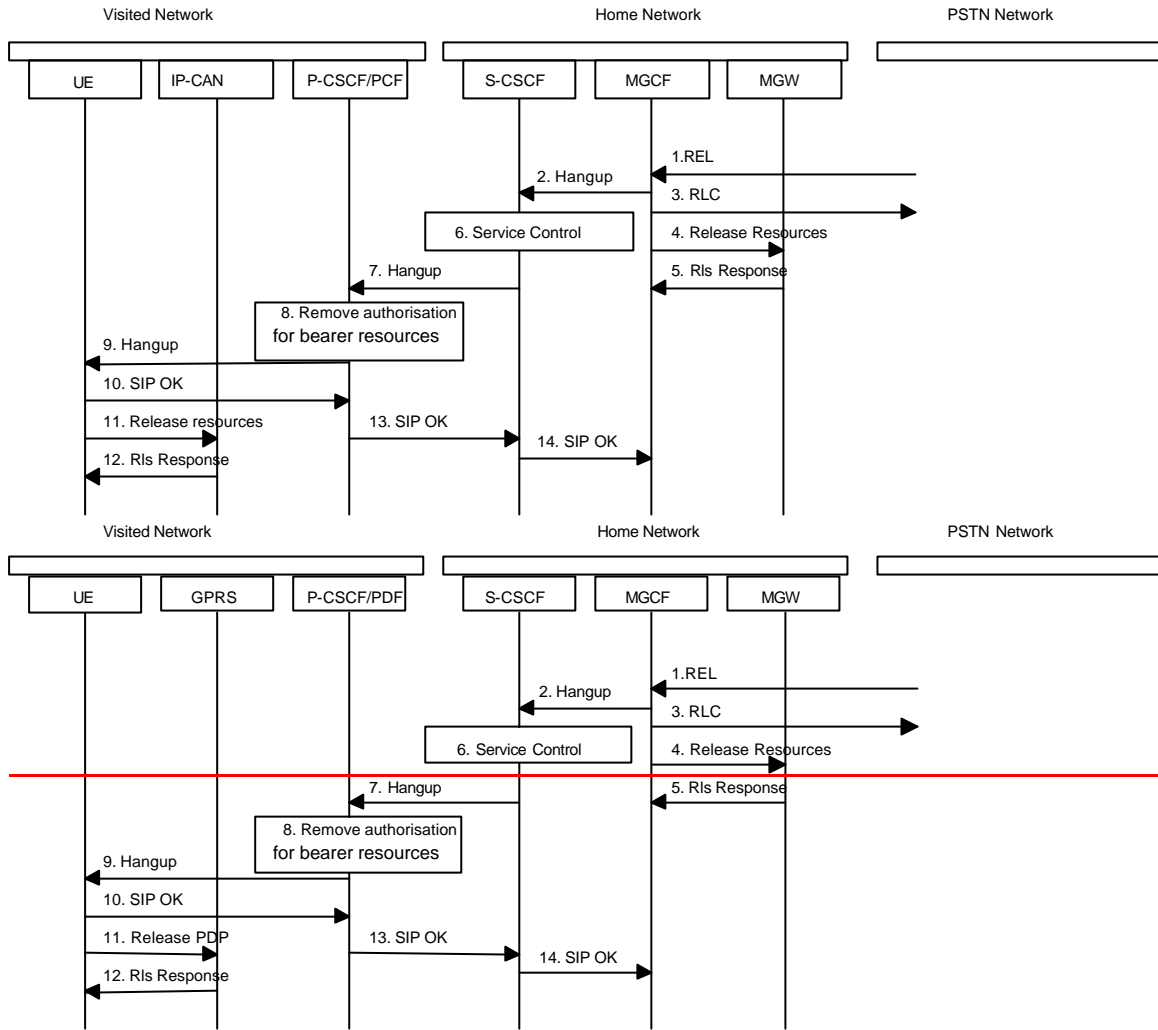 Visited Network Home Network PSTN Network
UE IP-CAN P-CSCF/PCF S-CSCF MGCF MGW
1.REL
2. Hangup
3. RLC
6. Service Control
4. Release Resources
7. Hangup
5. Rls Response
8. Remove authorisation
for bearer resources
9. Hangup
10. SIP OK
11. Release resources
13. SIP OK
14. SIP OK
12. Rls Response
Visited Network Home Network PSTN Network
UE GPRS P-CSCF/PDF S-CSCF MGCF MGW
1.REL
2. Hangup
3. RLC
6. Service Control
4. Release Resources
7. Hangup
5. Rls Response
8. Remove authorisation
for bearer resources
9. Hangup
10. SIP OK
11. Release PDP
13. SIP OK
14. SIP OK
12. Rls Response